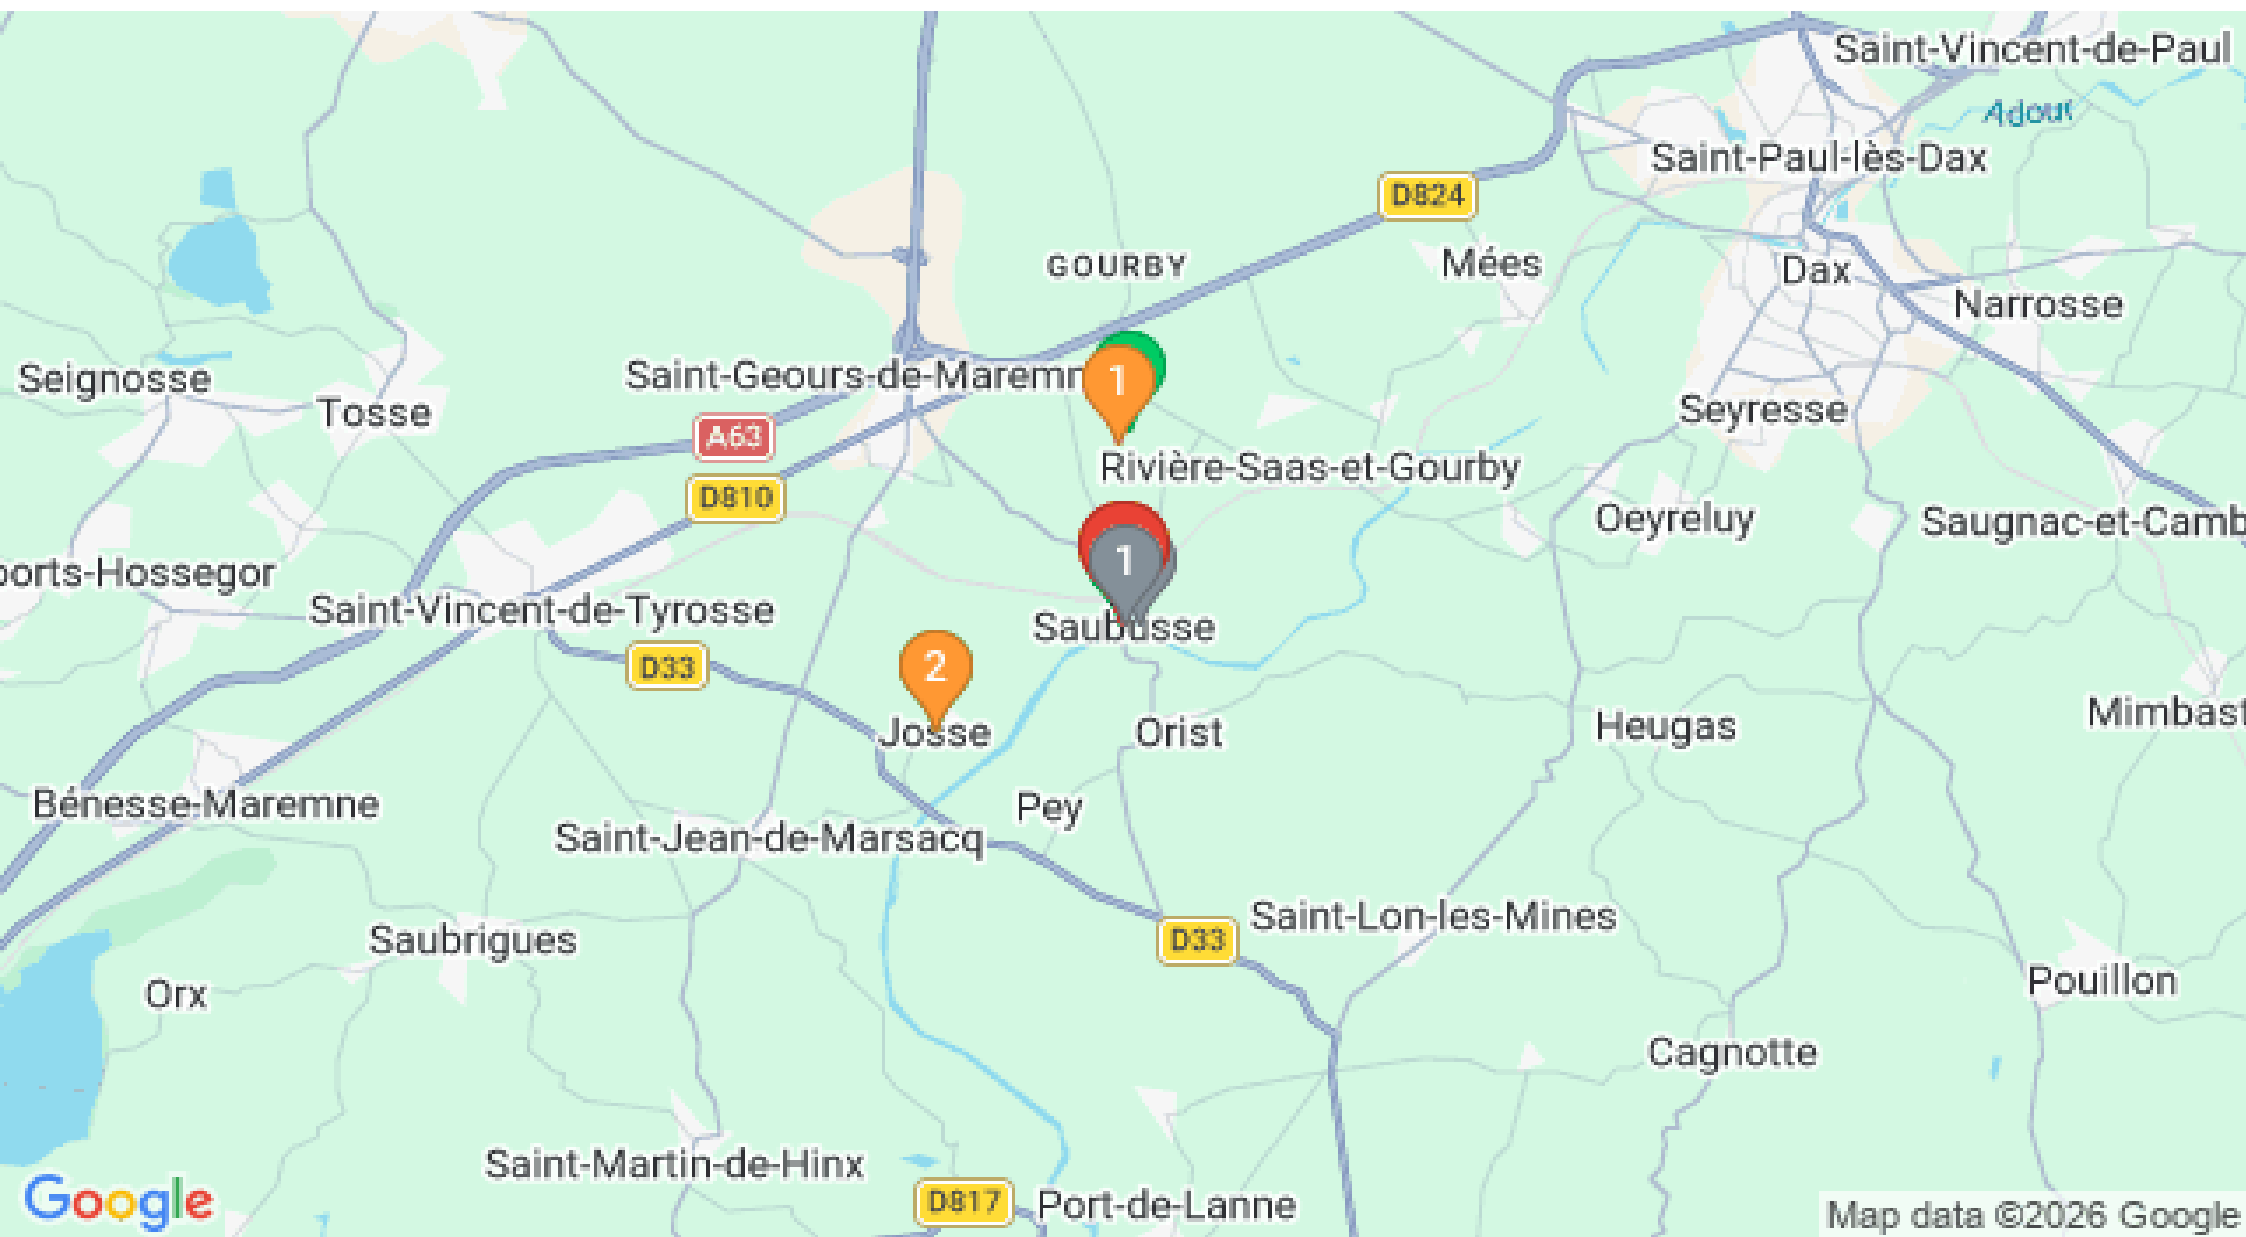 Saint-Vincent-de-Paul
Adour
Saint-Paul-lès-Dax
D824
GOURBY
Mées
Dax
Narrosse
Seignosse
Saint-Geours-de-Maremn
1
Tosse
Seyresse
A63
Rivière-Saas-et-Gourby
D810
Oeyreluy
Saugnac-et-Camb
1
orts-Hossegor
Saint-Vincent-de-Tyrosse
Saubusse
D33
2
Josse
Orist
Heugas
Mimbast
Bénesse-Maremne
Pey
Saint-Jean-de-Marsacq
Saint-Lon-les-Mines
Saubrigues
D33
Orx
Pouillon
Cagnotte
Saint-Martin-de-Hinx
Google
D817
Port-de-Lanne
Map data ©2026 Google